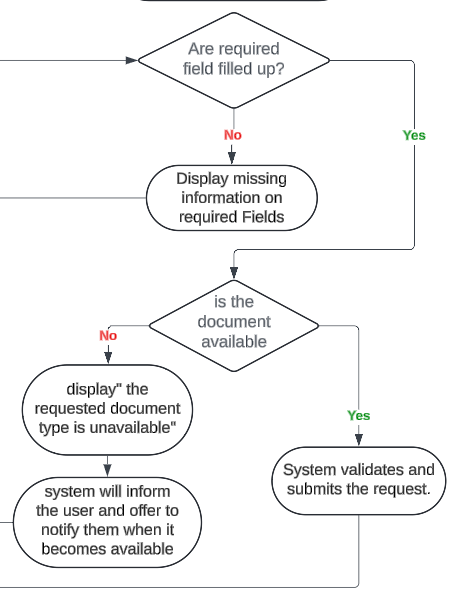 Are required
field filled up?
No
Yes
Display missing
information on
required Fields
is the
document
available
No
display" the
requested document
type is unavailable"
Yes
System validates and
submits the request.
system will inform
the user and offer to
notify them when it
becomes available